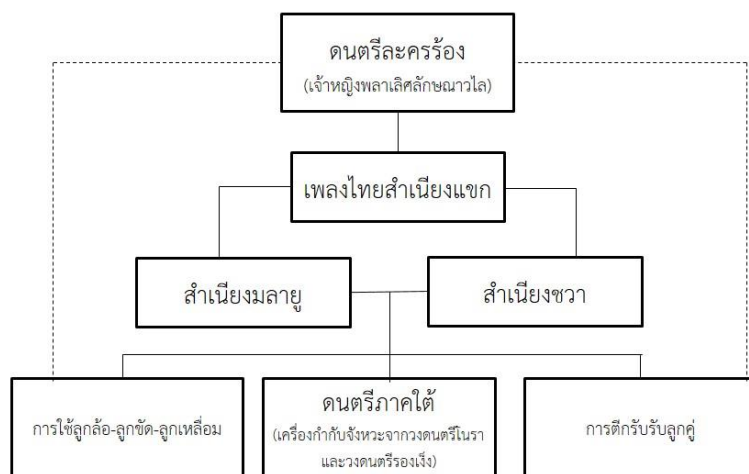 ดนตรีละครร้อง
(เจ้าหญิงพลาเลิศลักษณาวไล)
เพลงไทยสำเนียงแขก
สำเนียงมลายู
สำเนียงชวา
การใช้ลูกล้อ-ลูกขัด-ลูกเหลื่อม
ดนตรีภาคใต้
(เครื่องกำกับจังหวะจากวงดนตรีโนรา
และวงดนตรีรองเง็ง)
การตีกรับรับลูกคู่